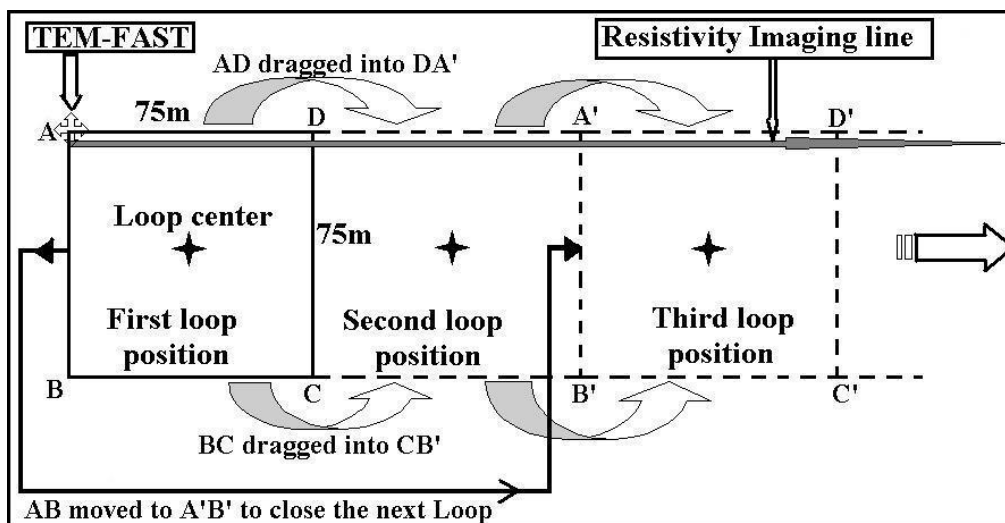 TEM-FAST
Resistivity Imaging line
AD dragged into DA'
75m
A
D
A'
D'
Loop center
75m
First loop
position
Second loop
position
Third loop
position
B
C
B'
C'
BC dragged into CB'
AB moved to A'B' to close the next Loop